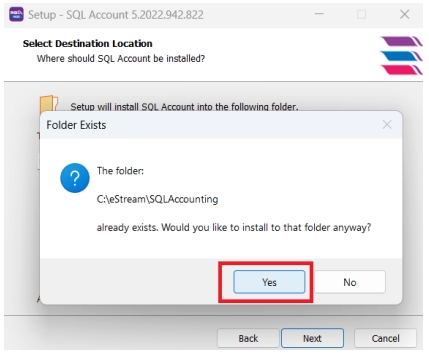 Setup - SQL Account 5.2022.942.822
Select Destination Location
Where should SQL Account be installed?
Setup will install SQL Account into the following folder.
Folder Exists
The folder:
C:\eStream\SQLAccounting
already exists. Would you like to install to that folder anyway?
Yes No
Back Next Cancel